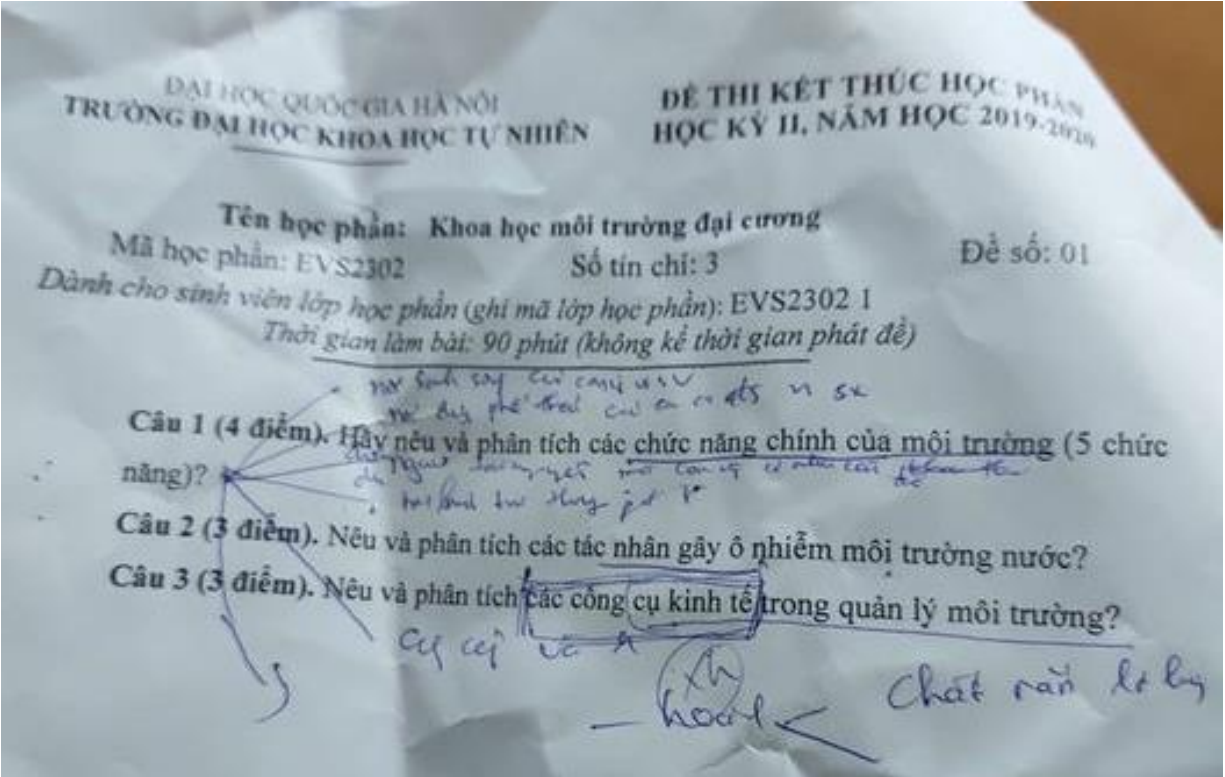 ĐẠI HỌC QUỐC GIA HÀ NỘI
TRƯỜNG ĐẠI HỌC KHOA HỌC TỰ NHIÊN
ĐỀ THI KẾT THÚC HỌC PHẦN
HỌC KỲ II, NĂM HỌC 2019-2020
Tên học phần: Khoa học môi trường đại cương
Mã học phần: EVS2302 Số tín chỉ: 3 Đề số: 01
Dành cho sinh viên lớp học phần (ghi mã lớp học phần): EVS2302 1
Thời gian làm bài: 90 phút (không kể thời gian phát đề)
Câu 1 (4 điểm). Hãy nêu và phân tích các chức năng chính của môi trường (5 chức
năng)?
Câu 2 (3 điểm). Nêu và phân tích các tác nhân gây ô nhiễm môi trường nước?
Câu 3 (3 điểm). Nêu và phân tích các công cụ kinh tế trong quản lý môi trường?
xh
Chất rắn lơ lửng